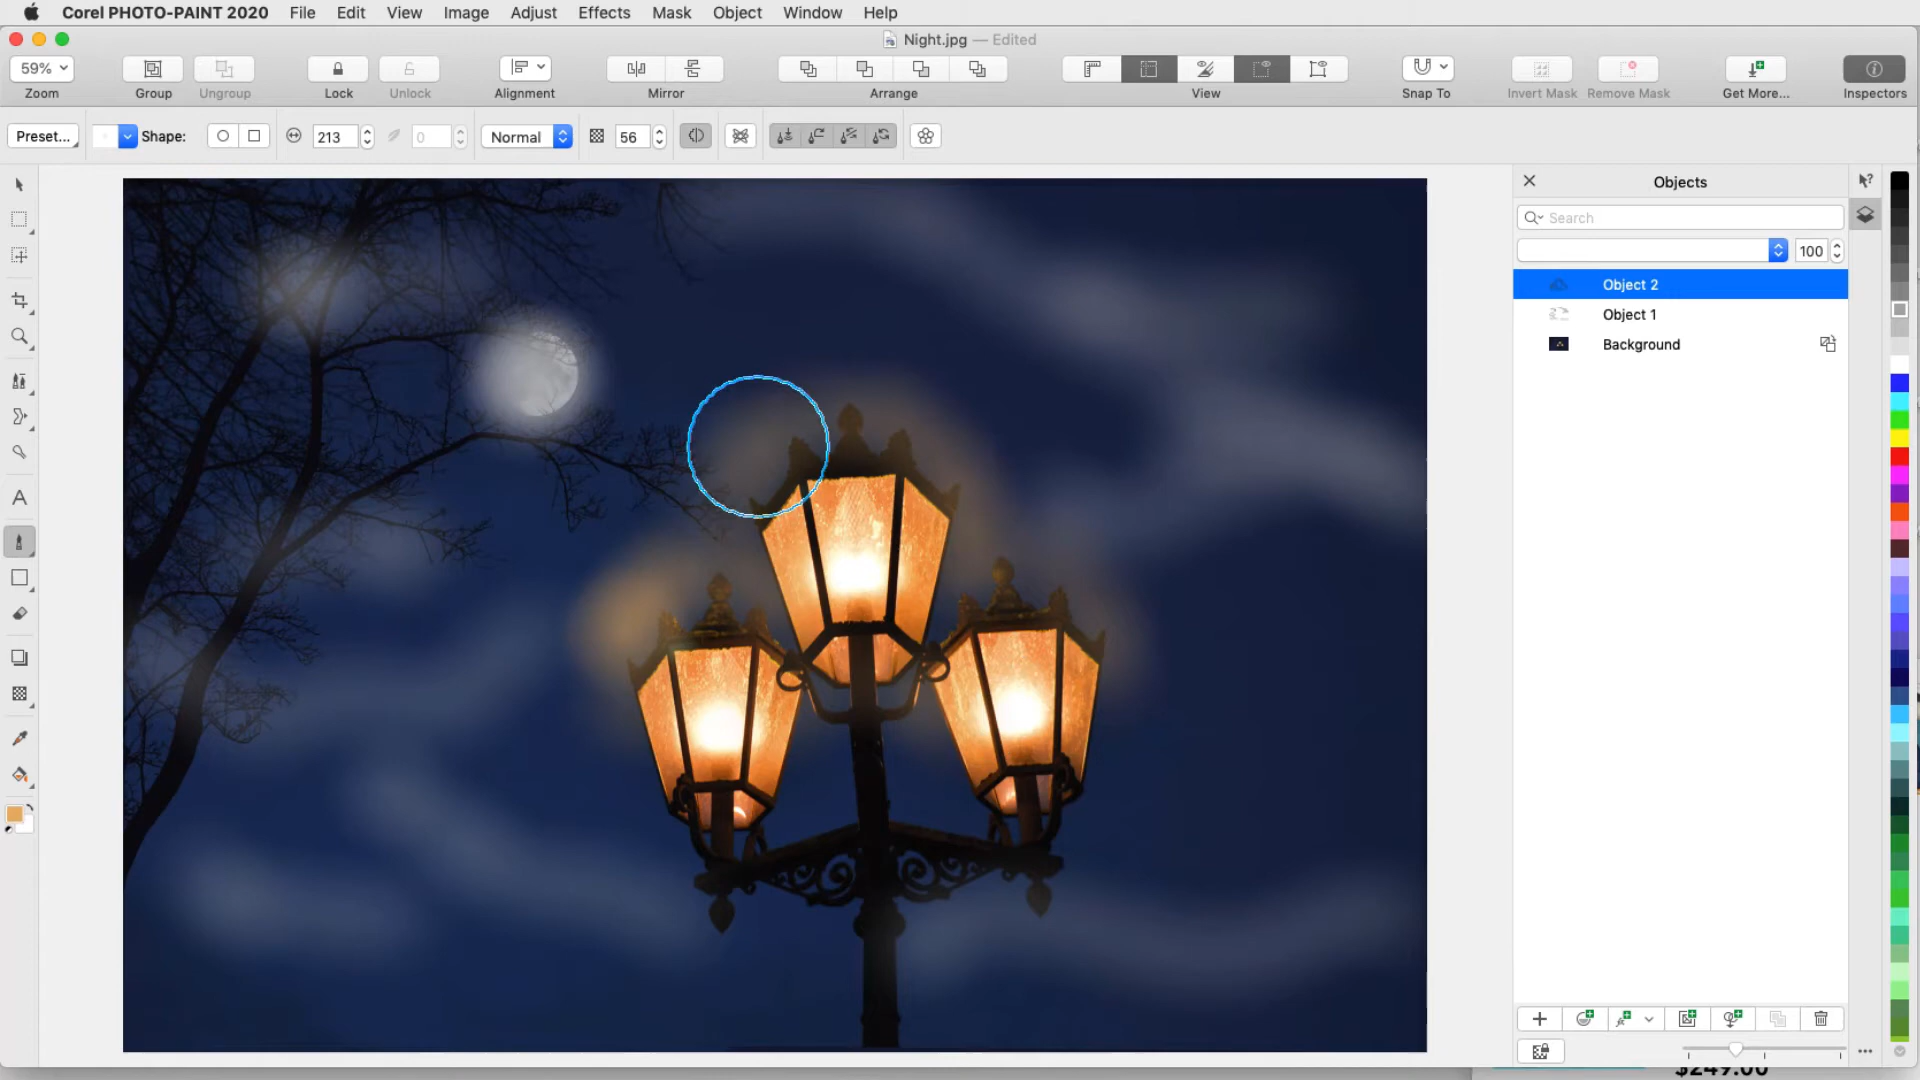 Corel PHOTO-PAINT 2020 File Edit View Image Adjust Effects Mask Object Window Help
Night.jpg — Edited
59%
Zoom Group Ungroup Lock Unlock Alignment Mirror Arrange View Snap To Invert Mask Remove Mask Get More... Inspectors
Preset... Shape: 213 0 Normal 56
Objects
Search
100
Object 2
Object 1
Background
A
$249.00